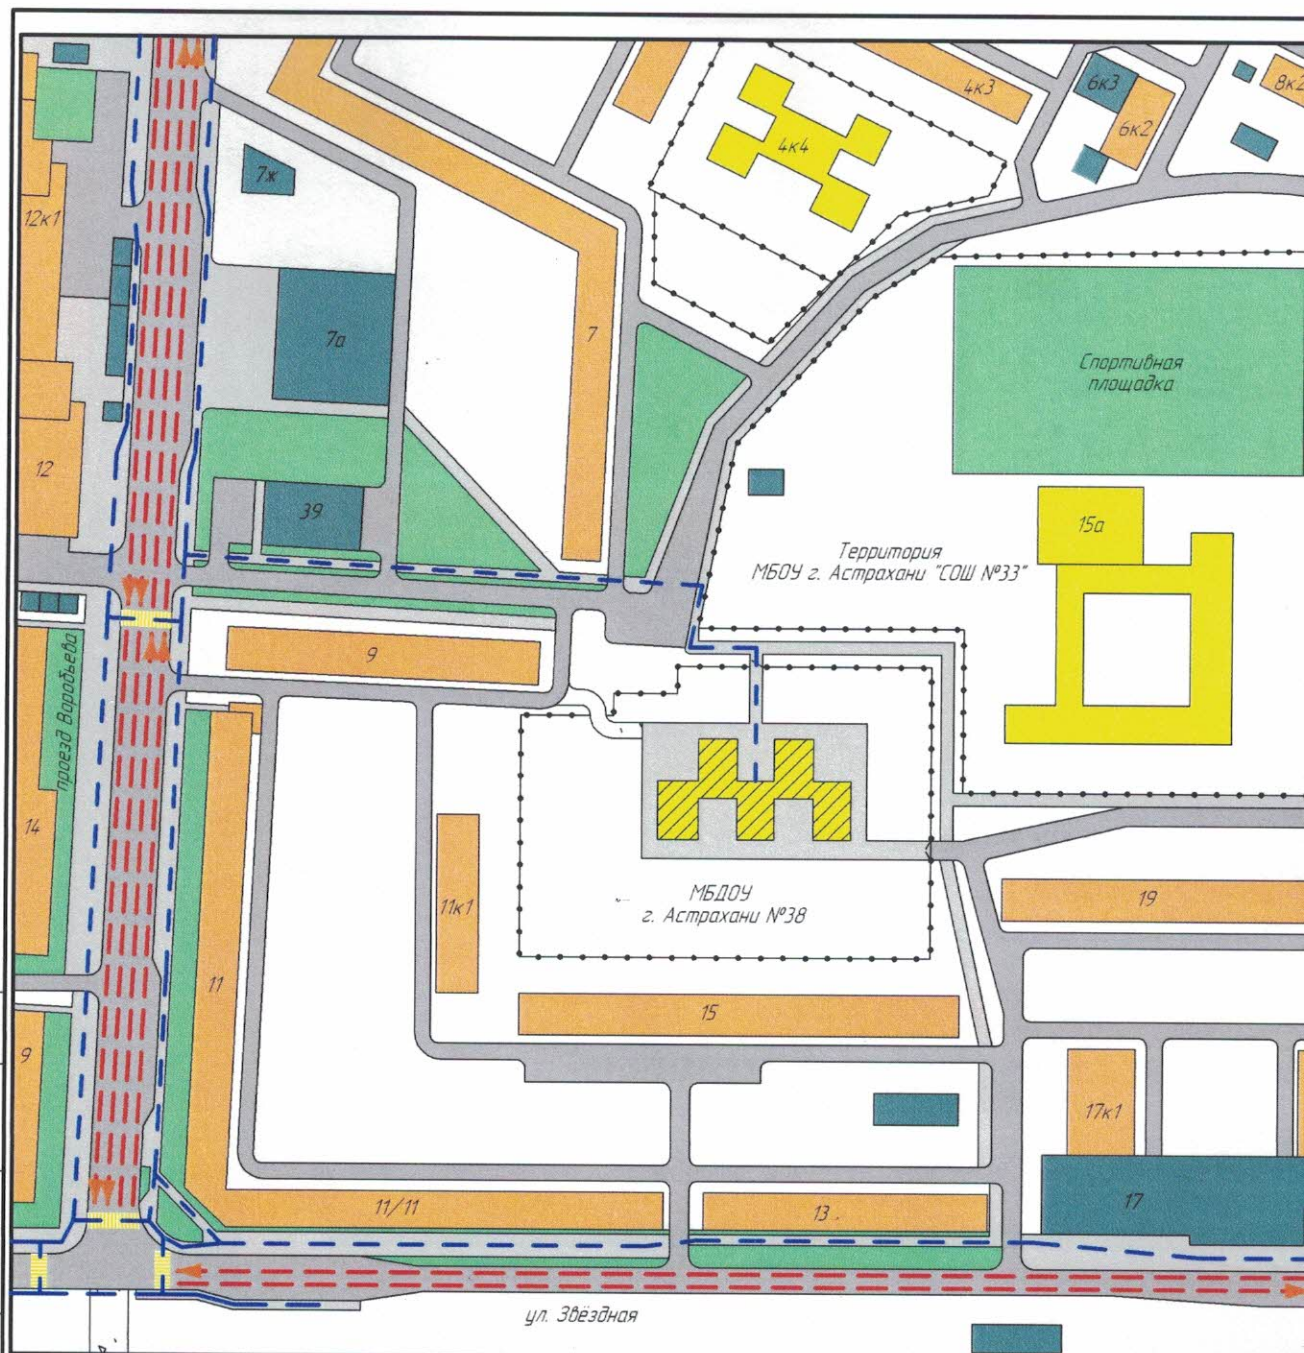 4к3
6к3
8к2
6к2
4к4
7ж
12к1
7а
7
Спортивная
площадка
12
39
15а
Территория
МБОУ г. Астрахани "СОШ №33"
9
проезд Воробьева
14
11к1
МБДОУ
г. Астрахани №38
19
11
15
9
17к1
11/11
13
17
ул. Звёздная